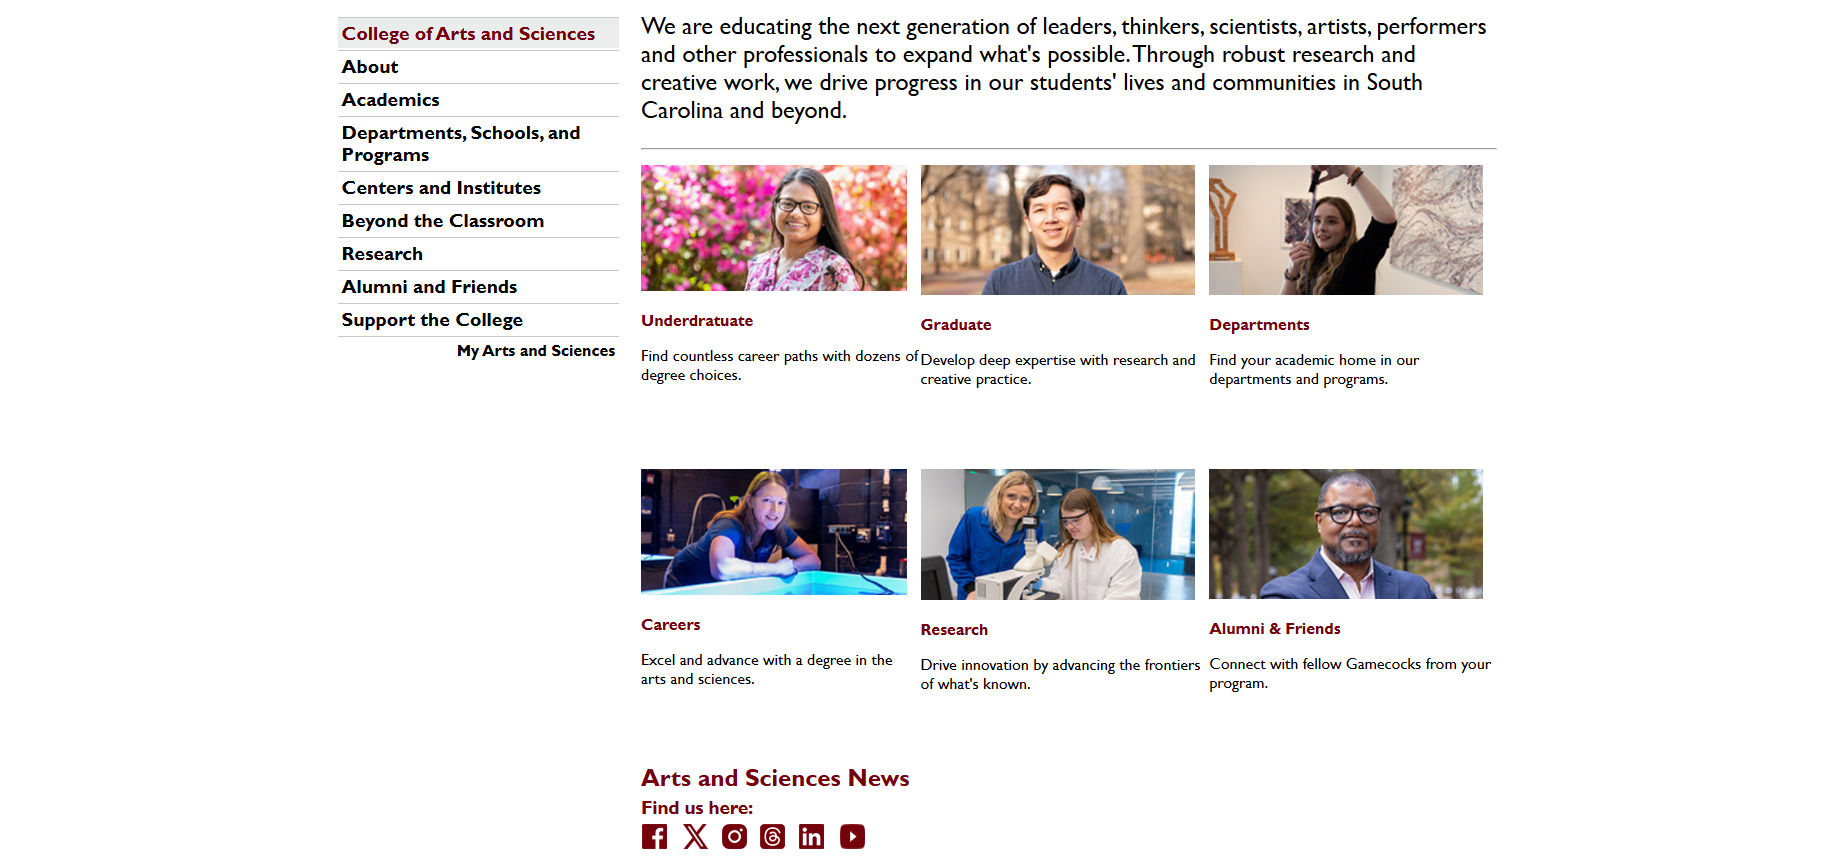 College of Arts and Sciences
About
Academics
Departments, Schools, and
Programs
Centers and Institutes
Beyond the Classroom
Research
Alumni and Friends
Support the College
My Arts and Sciences
We are educating the next generation of leaders, thinkers, scientists, artists, performers
and other professionals to expand what's possible. Through robust research and
creative work, we drive progress in our students' lives and communities in South
Carolina and beyond.
Underdratuate
Find countless career paths with dozens of
degree choices.
Graduate
Develop deep expertise with research and
creative practice.
Departments
Find your academic home in our
departments and programs.
Careers
Excel and advance with a degree in the
arts and sciences.
Research
Drive innovation by advancing the frontiers
of what's known.
Alumni & Friends
Connect with fellow Gamecocks from your
program.
Arts and Sciences News
Find us here: